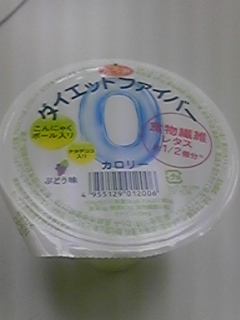 ダイエットファイバー
0
カロリー
こんにゃく
ボール入り
ナタデココ
入り
食物繊維
レタス
1/2個分
ぶどう味
4 955129 012006